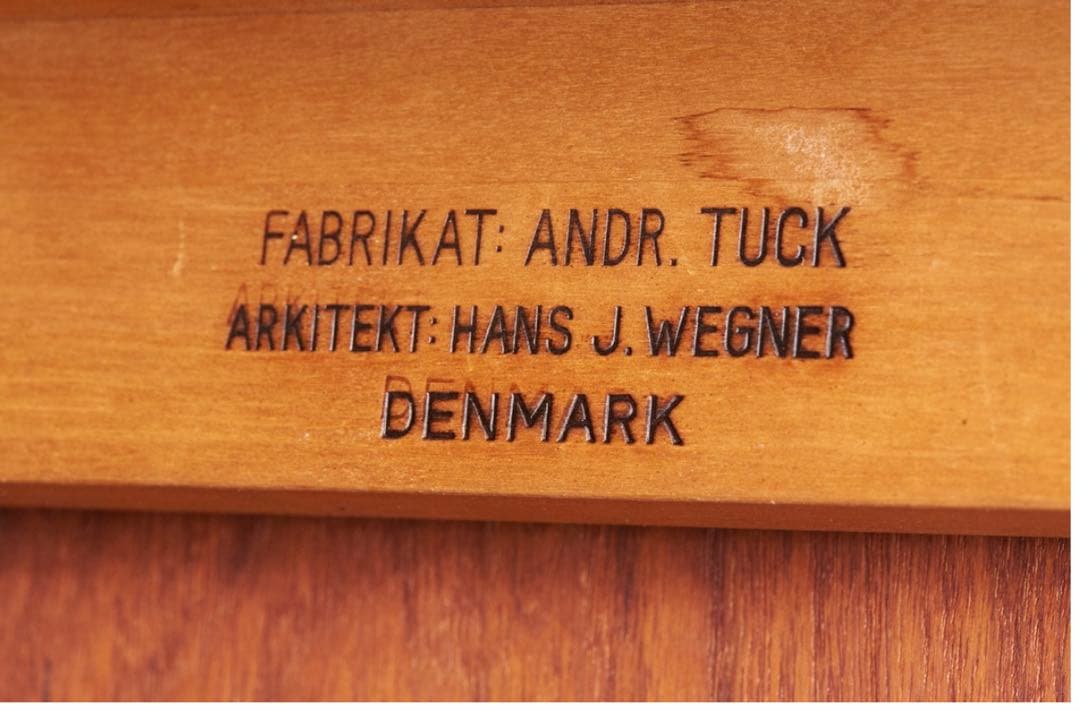 FABRIKAT: ANDR. TUCK
ARKITEKT: HANS J. WEGNER
DENMARK